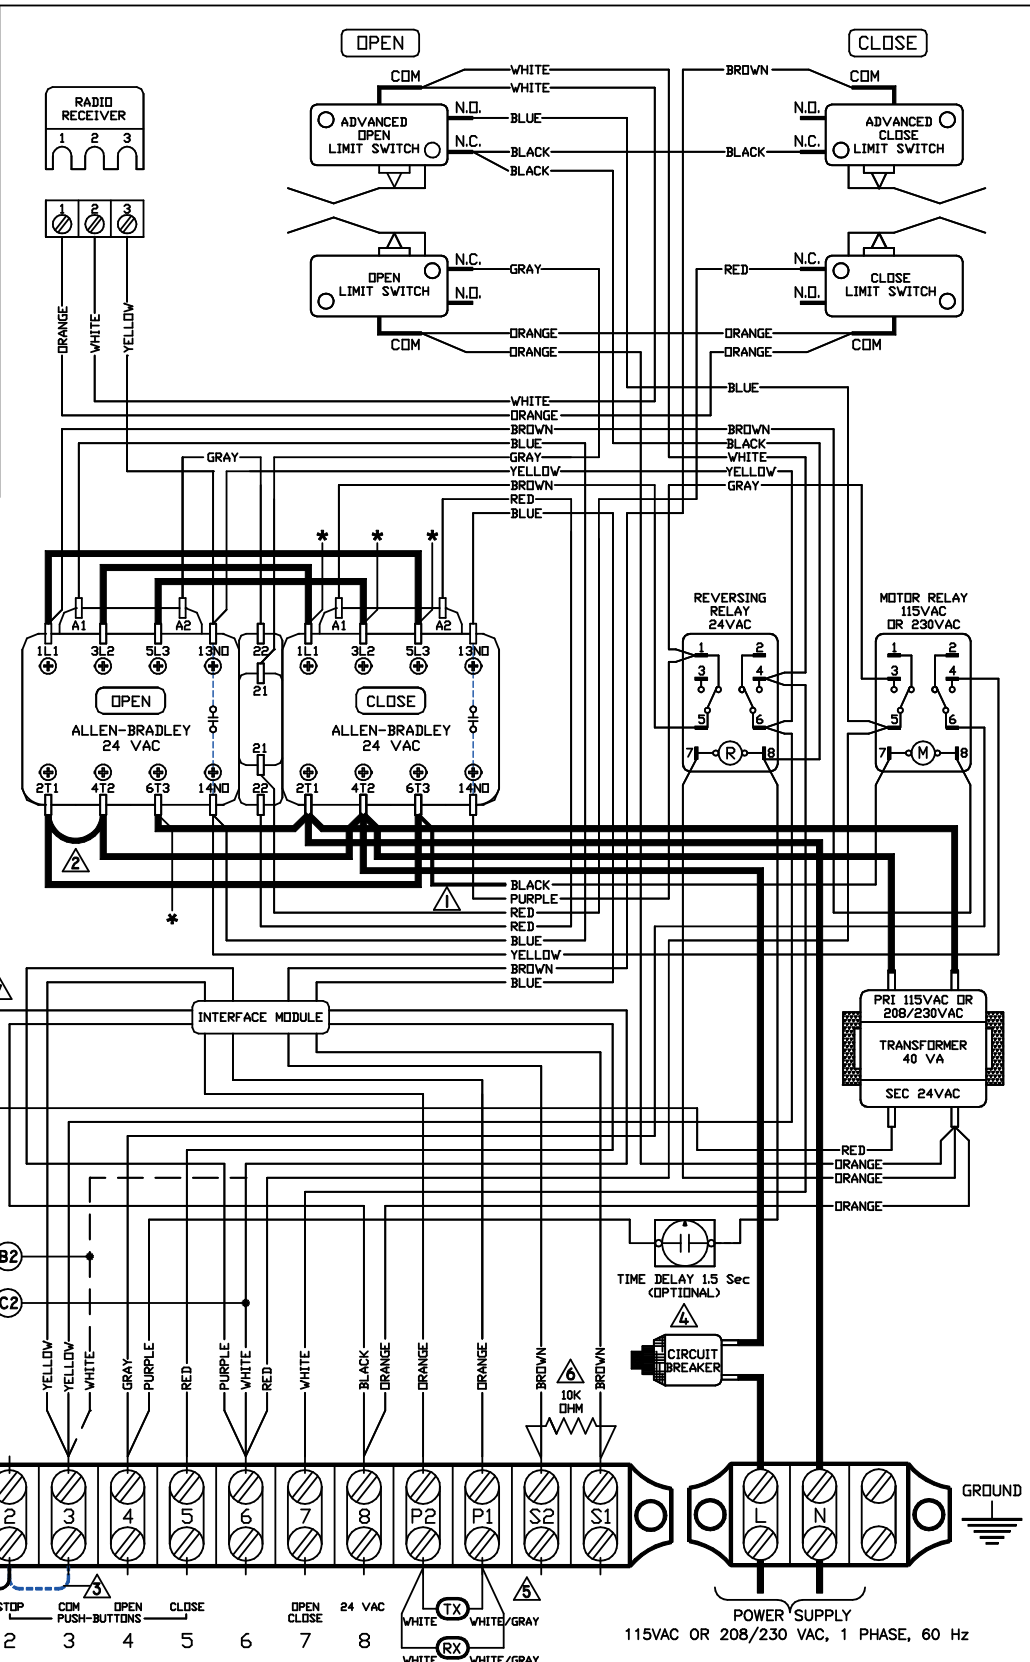 OPEN
CLOSE
COM
WHITE
BROWN
COM
WHITE
RADIO
RECEIVER
1 2 3
N.O.
BLUE
N.O.
ADVANCED
OPEN
LIMIT SWITCH
ADVANCED
CLOSE
LIMIT SWITCH
N.C.
BLACK
BLACK
N.C.
BLACK
1 2 3
N.C.
GRAY
RED
N.C.
OPEN
LIMIT SWITCH
CLOSE
LIMIT SWITCH
N.O.
N.O.
ORANGE
WHITE
YELLOW
ORANGE
ORANGE
COM
COM
ORANGE
ORANGE
BLUE
WHITE
ORANGE
BROWN
BROWN
BLUE
BLACK
GRAY
GRAY
WHITE
YELLOW
YELLOW
BROWN
GRAY
RED
BLUE
* * *
REVERSING
RELAY
24VAC
MOTOR RELAY
115VAC
OR 230VAC
A1 A2 A1 A2
1L1 3L2 5L3 13NO 22 1L1 3L2 5L3 13NO
1 2 3 4 5 6 7 R 8
1 2 3 4 5 6 7 M 8
21
OPEN
CLOSE
ALLEN-BRADLEY
24 VAC
ALLEN-BRADLEY
24 VAC
21
2T1 4T2 6T3 14NO 22 2T1 4T2 6T3 14NO
2
1
*
BLACK
PURPLE
RED
RED
BLUE
YELLOW
BROWN
BLUE
INTERFACE MODULE
PRI 115VAC OR
208/230VAC
TRANSFORMER
40 VA
SEC 24VAC
RED
ORANGE
ORANGE
ORANGE
B2
C2
TIME DELAY 1.5 Sec
(OPTIONAL)
4
CIRCUIT
BREAKER
YELLOW
YELLOW
WHITE
GRAY
PURPLE
RED
PURPLE
WHITE
RED
WHITE
BLACK
ORANGE
ORANGE
ORANGE
BROWN
BROWN
6
10K
OHM
2 3 4 5 6 7 8 P2 P1 S2 S1
L N
GROUND
3
5
STOP
COM
OPEN
CLOSE
PUSH-BUTTONS
OPEN
CLOSE
24 VAC
WHITE TX WHITE/GRAY
WHITE RX WHITE/GRAY
2 3 4 5 6 7 8
POWER SUPPLY
115VAC OR 208/230 VAC, 1 PHASE, 60 Hz